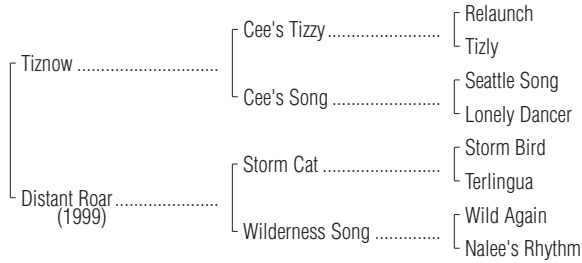 Relaunch
Cee's Tizzy
Tizly
Tiznow
Seattle Song
Cee's Song
Lonely Dancer
Storm Bird
Storm Cat
Terlingua
Distant Roar
(1999)
Wild Again
Wilderness Song
Nalee's Rhythm